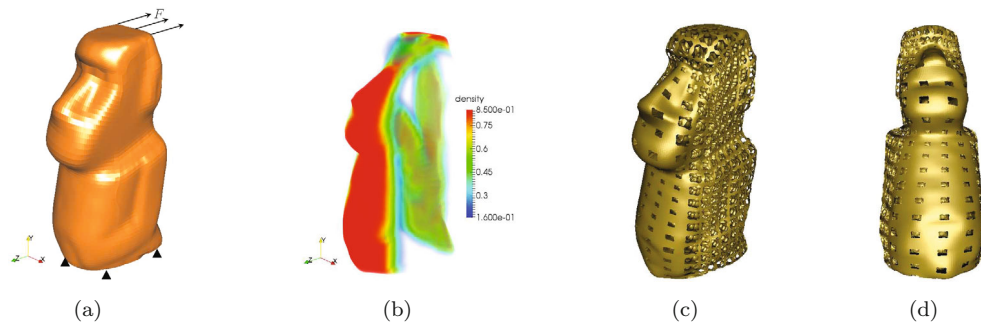 F
density
8.500e-01
0.75
0.6
0.45
0.3
1.600e-01
Y
Z
X
Y
Z
X
(a)
(b)
(c)
(d)